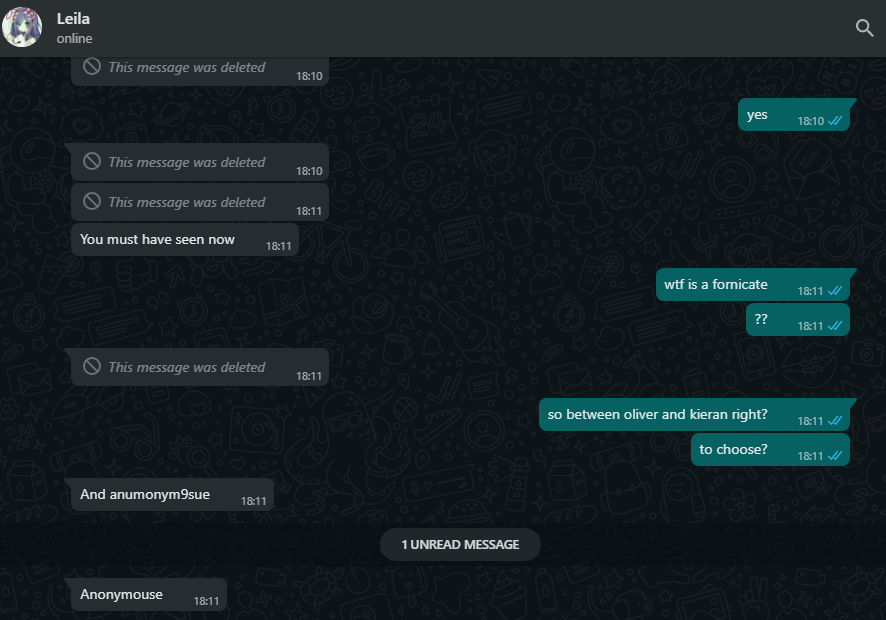 Leila
online
This message was deleted
18:10
yes
18:10
This message was deleted
18:10
This message was deleted
18:11
You must have seen now
18:11
wtf is a fornicate
18:11
??
18:11
This message was deleted
18:11
so between oliver and kieran right?
18:11
to choose?
18:11
And anumonym9sue
18:11
1 UNREAD MESSAGE
Anonymouse
18:11